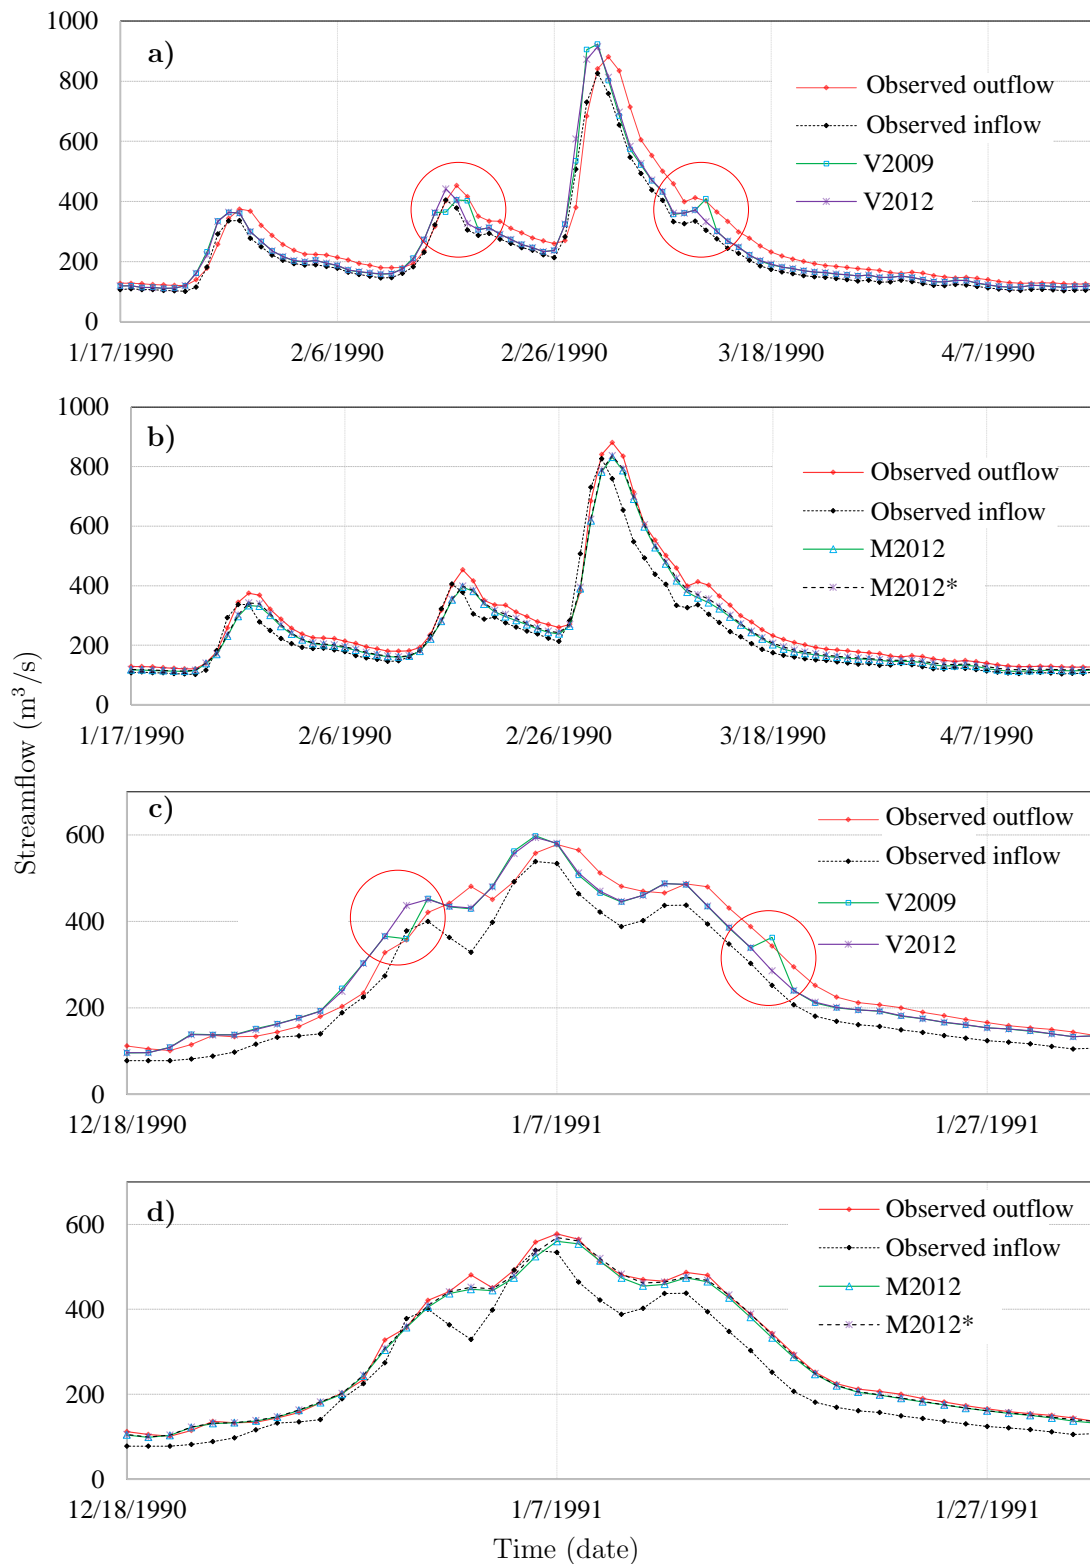 1000
a)
800
600
400
200
0
Observed outflow
Observed inflow
V2009
V2012
1/17/1990 2/6/1990 2/26/1990 3/18/1990 4/7/1990
1000
b)
800
600
400
200
0
Observed outflow
Observed inflow
M2012
M2012*
1/17/1990 2/6/1990 2/26/1990 3/18/1990 4/7/1990
Streamflow (m³/s)
c)
600
400
200
0
Observed outflow
Observed inflow
V2009
V2012
12/18/1990 1/7/1991 1/27/1991
d)
600
400
200
0
Observed outflow
Observed inflow
M2012
M2012*
12/18/1990 1/7/1991 1/27/1991
Time (date)